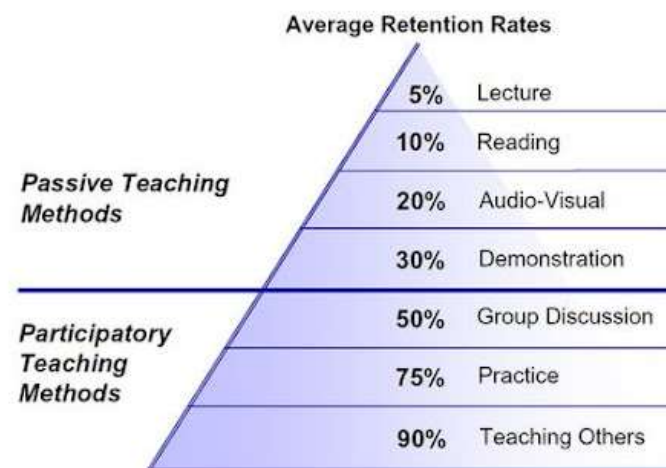 Average Retention Rates
5% Lecture
10% Reading
Passive Teaching
Methods
20% Audio-Visual
30% Demonstration
50% Group Discussion
Participatory
Teaching
Methods
75% Practice
90% Teaching Others